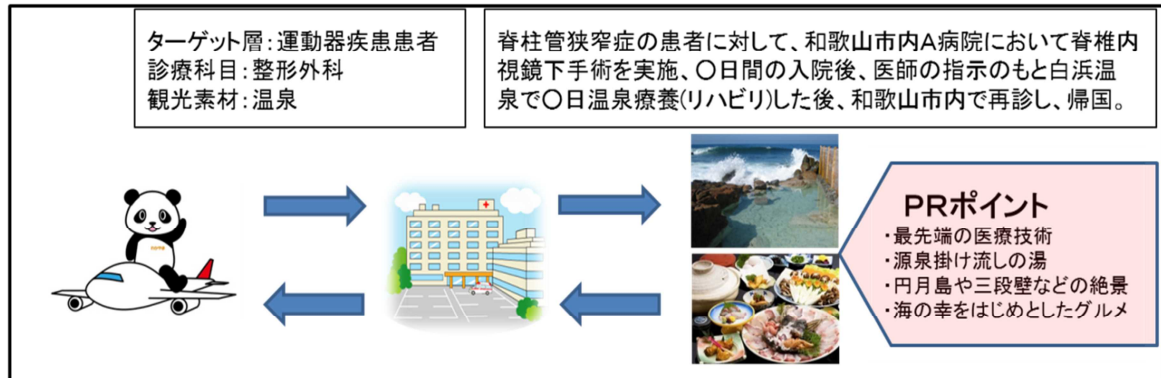 ターゲット層：運動器疾患患者
診療科目：整形外科
観光素材：温泉
脊柱管狭窄症の患者に対して、和歌山市内A病院において脊椎内
視鏡下手術を実施、〇日間の入院後、医師の指示のもと白浜温
泉で〇日温泉療養(リハビリ)した後、和歌山市内で再診し、帰国。
PRポイント
・最先端の医療技術
・源泉掛け流しの湯
・円月島や三段壁などの絶景
・海の幸をはじめとしたグルメ